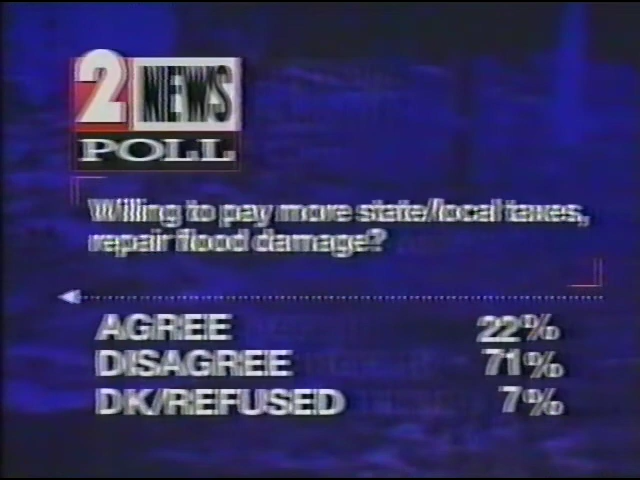 2 NEWS
POLL
Willing to pay more state/local taxes,
repair flood damage?
AGREE 22%
DISAGREE 71%
DK/REFUSED 7%